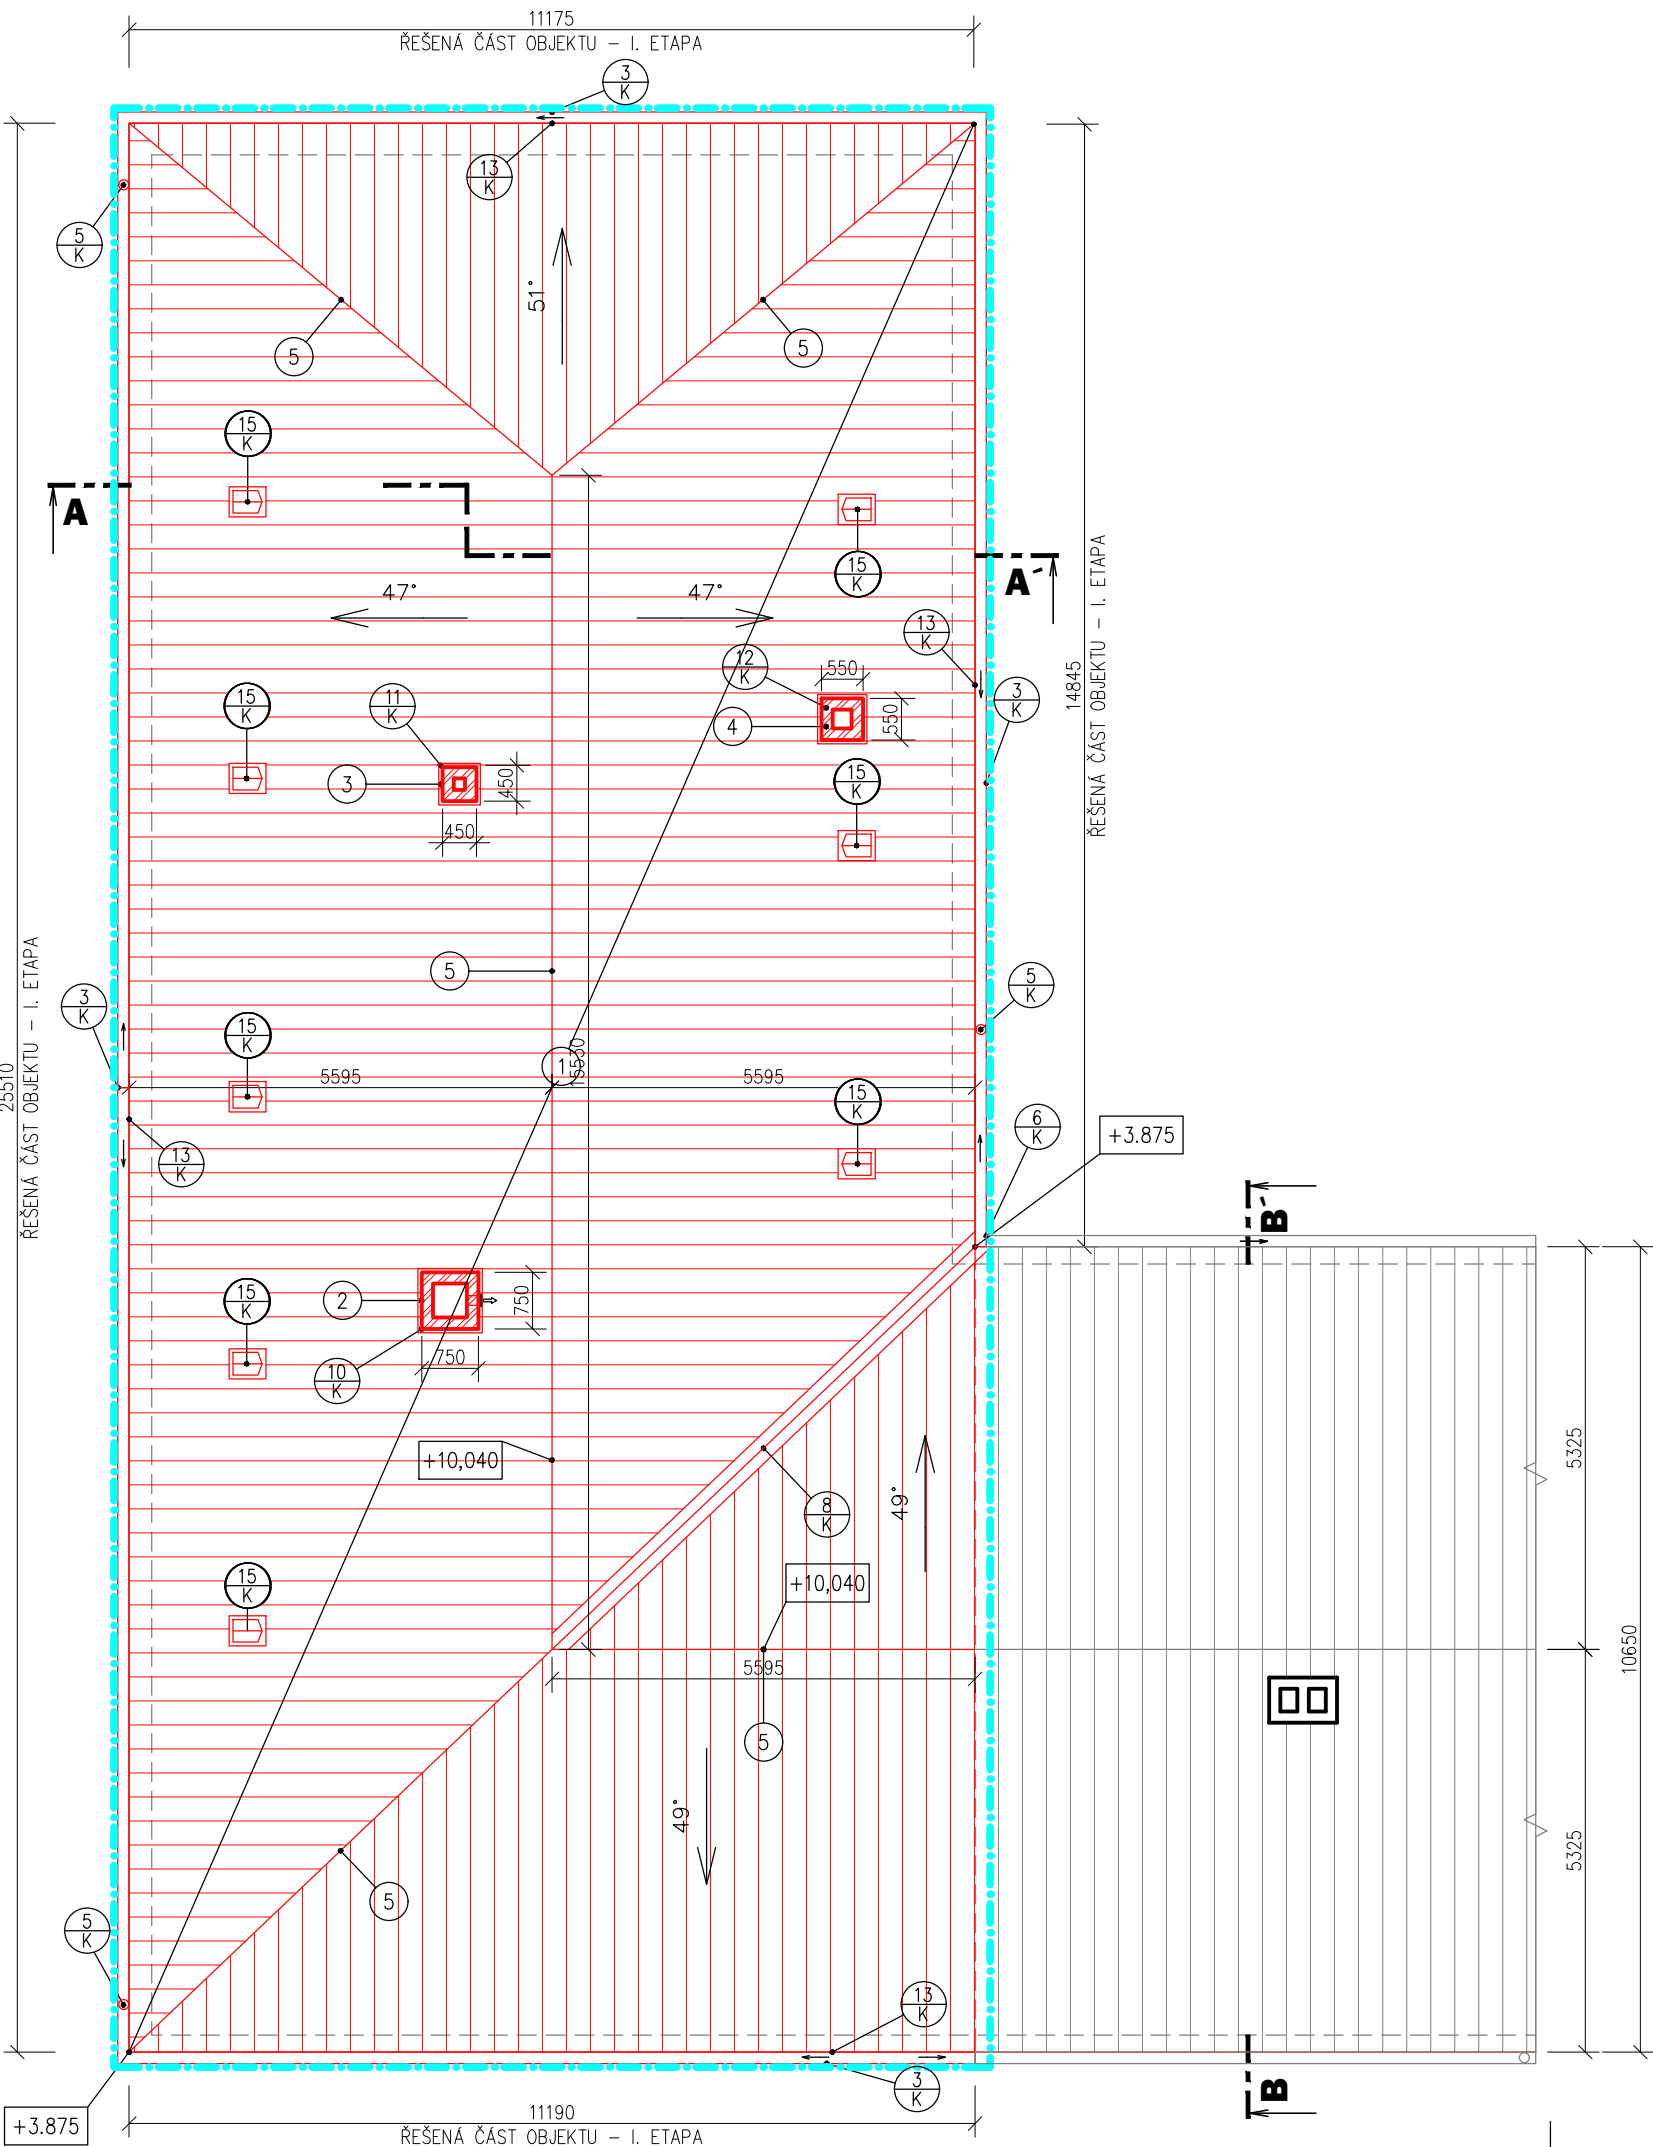 11175
ŘEŠENÁ ČÁST OBJEKTU – I. ETAPA
3
K
13
K
5
K
51°
5
5
15
K
A
15
K
A´
47°
47°
13
K
12
K
550
550
4
3
K
14845
ŘEŠENÁ ČÁST OBJEKTU – I. ETAPA
15
K
11
K
3
450
450
15
K
25510
ŘEŠENÁ ČÁST OBJEKTU – I. ETAPA
5
5
K
3
K
15
K
1
15530
5595
5595
15
K
6
K
+3.875
13
K
B´
15
K
2
750
750
10
K
+10,040
5325
49°
8
K
+10,040
15
K
10650
5595
5
49°
5325
5
5
K
13
K
3
K
B
+3.875
11190
ŘEŠENÁ ČÁST OBJEKTU – I. ETAPA